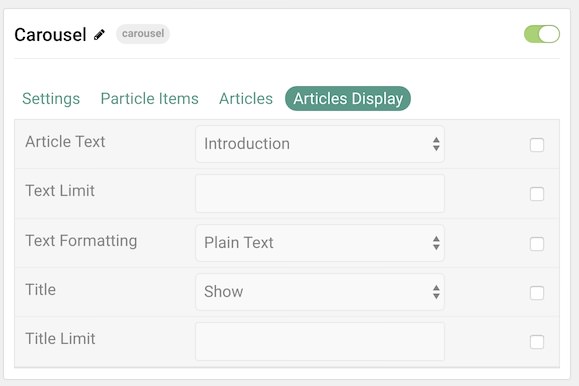 Carousel carousel
Settings Particle Items Articles Articles Display
Article Text Introduction
Text Limit
Text Formatting Plain Text
Title Show
Title Limit